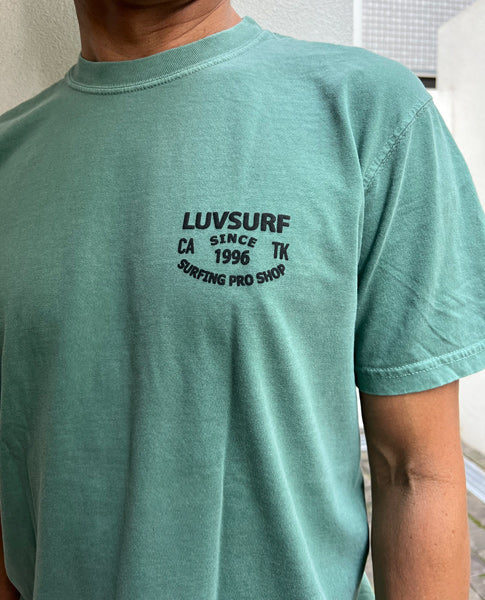 LUVSURF
SINCE
CA 1996 TK
SURFING PRO SHOP